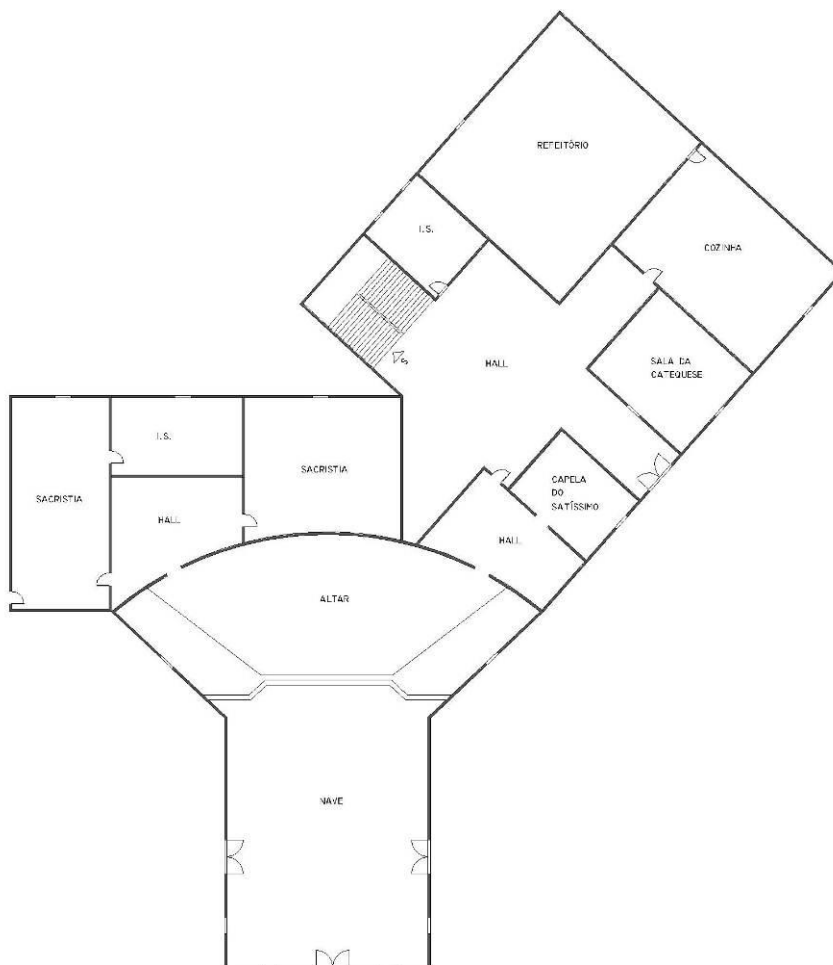 REFEITÓRIO
I.S.
COZINHA
S
HALL
SALA DA
CATEQUESE
I.S.
SACRISTIA
SACRISTIA
CAPELA
DO
SATÍSSIMO
HALL
HALL
ALTAR
NAVE